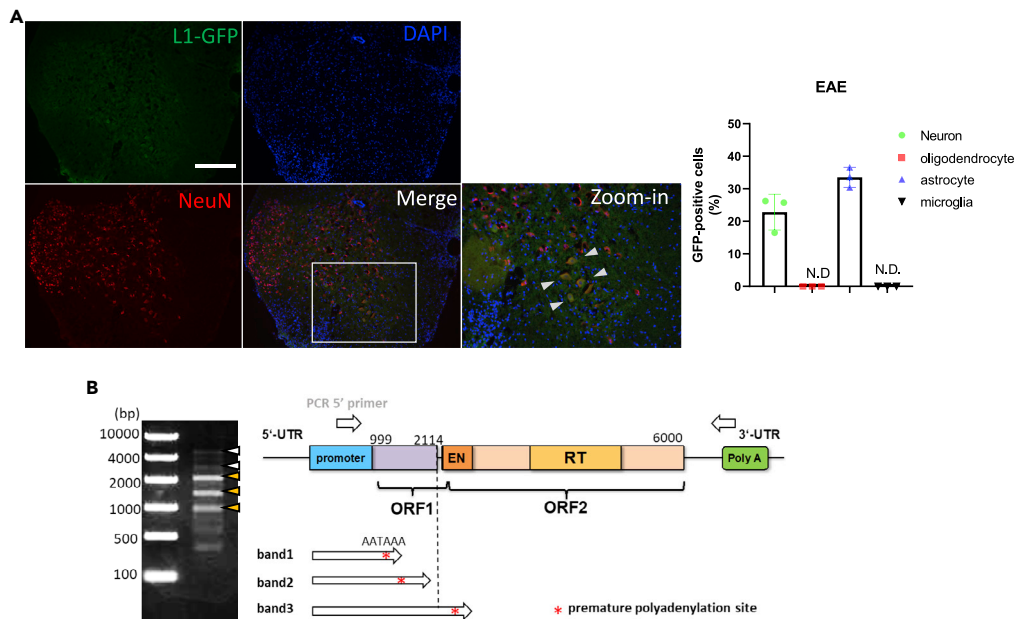 A
L1-GFP
DAPI
NeuN
Merge
Zoom-in
EAE
GFP-positive cells
(%)
50
40
30
20
10
0
N.D
N.D.
Neuron
oligodendrocyte
astrocyte
microglia
B
(bp)
10000
4000
2000
1000
500
100
PCR 5' primer
5'-UTR
999
2114
6000
3'-UTR
promoter
EN
RT
Poly A
ORF1
ORF2
AATAAA
band1
*
band2
*
band3
*
* premature polyadenylation site